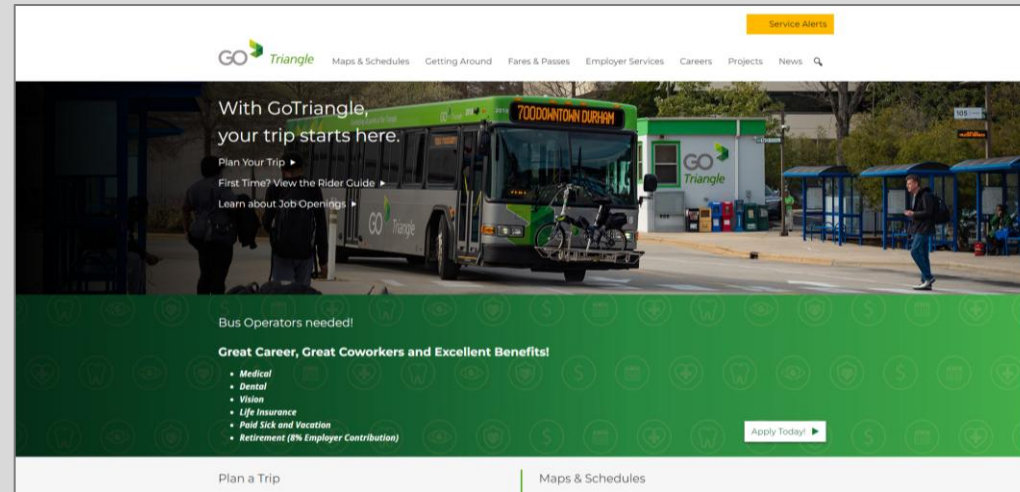 Service Alerts
GO Triangle
Maps & Schedules Getting Around Fares & Passes Employer Services Careers Projects News
With GoTriangle,
your trip starts here.
Plan Your Trip ▸
First Time? View the Rider Guide ▸
Learn about Job Openings ▸
700 DOWNTOWN DURHAM
GO
Triangle
GO Triangle
Bus Operators needed!
Great Career, Great Coworkers and Excellent Benefits!
• Medical
• Dental
• Vision
• Life Insurance
• Paid Sick and Vacation
• Retirement (8% Employer Contribution)
Apply Today! ▸
Plan a Trip
Maps & Schedules